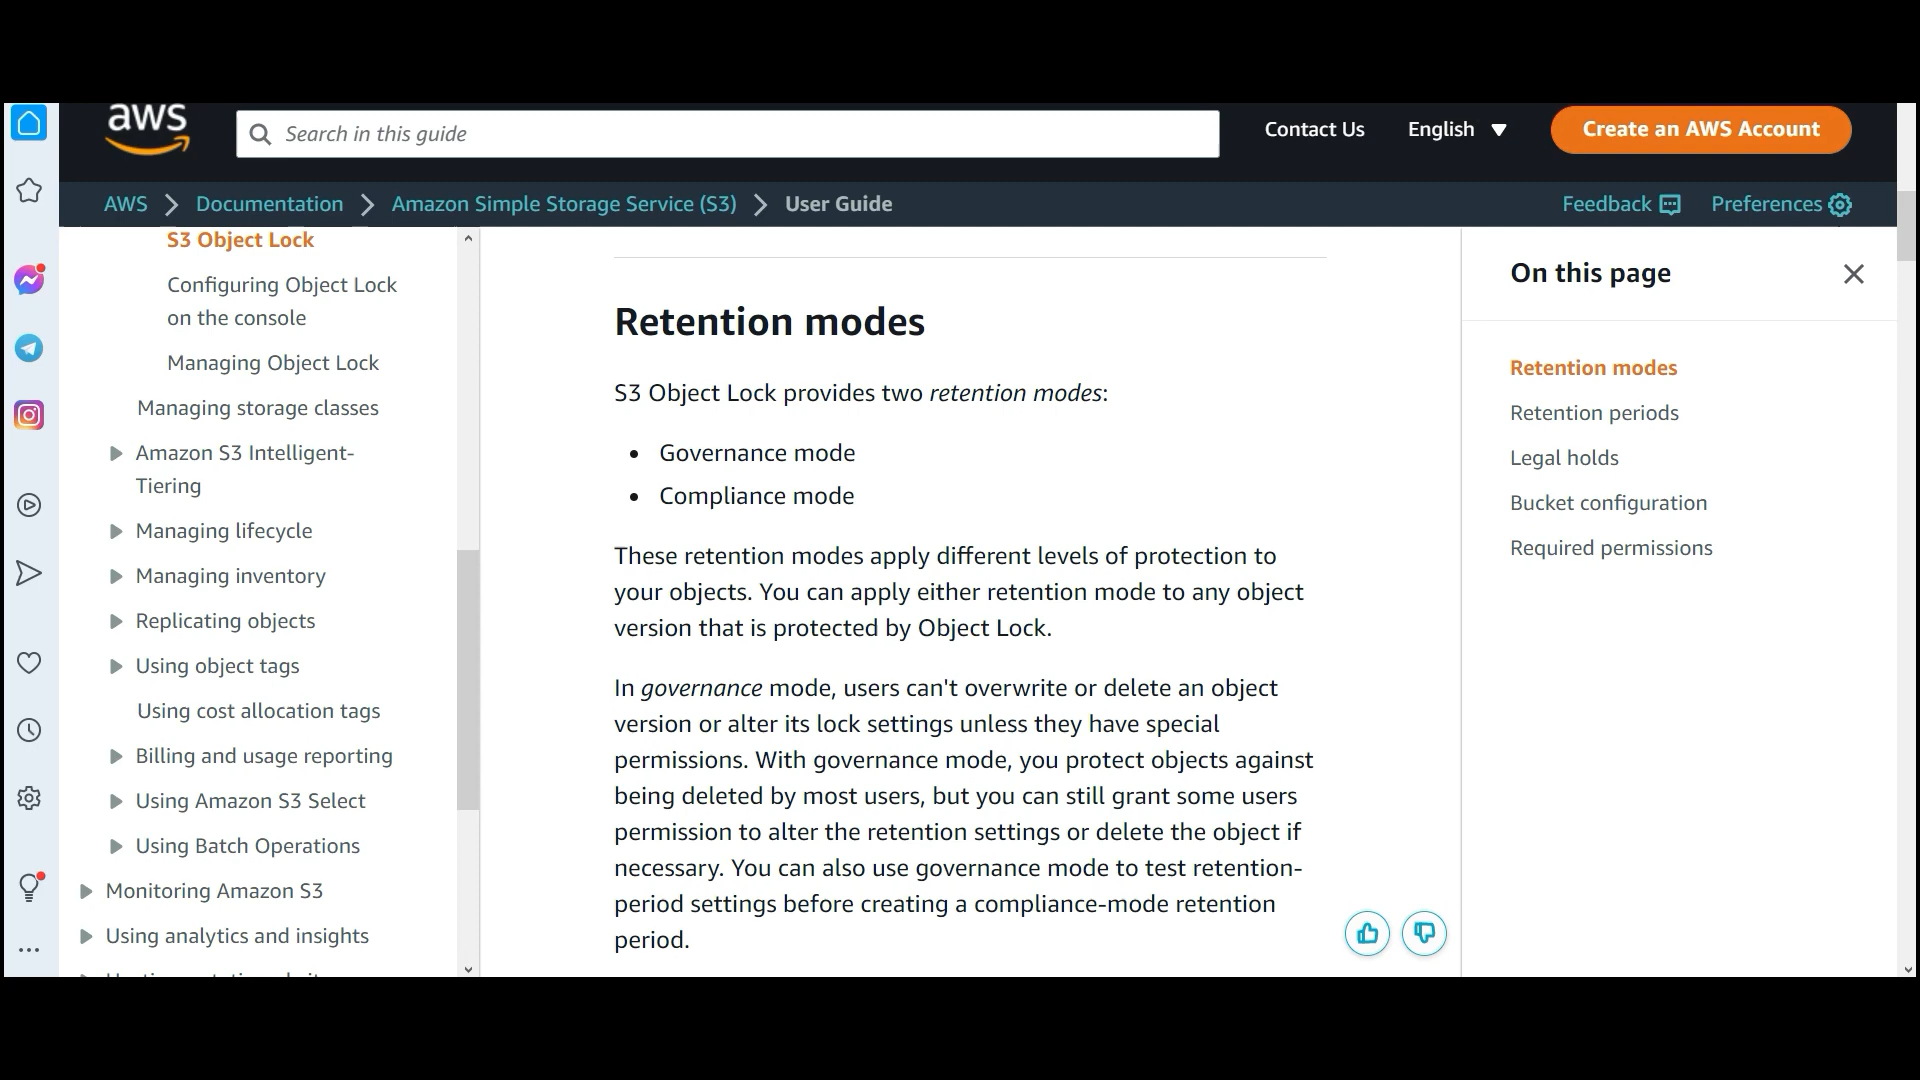 aws
Search in this guide
Contact Us
English
Create an AWS Account
AWS
Documentation
Amazon Simple Storage Service (S3)
User Guide
Feedback
Preferences
S3 Object Lock
Configuring Object Lock
on the console
Managing Object Lock
Managing storage classes
Amazon S3 Intelligent-
Tiering
Managing lifecycle
Managing inventory
Replicating objects
Using object tags
Using cost allocation tags
Billing and usage reporting
Using Amazon S3 Select
Using Batch Operations
Monitoring Amazon S3
Using analytics and insights
Retention modes
S3 Object Lock provides two retention modes:
• Governance mode
• Compliance mode
These retention modes apply different levels of protection to
your objects. You can apply either retention mode to any object
version that is protected by Object Lock.
In governance mode, users can't overwrite or delete an object
version or alter its lock settings unless they have special
permissions. With governance mode, you protect objects against
being deleted by most users, but you can still grant some users
permission to alter the retention settings or delete the object if
necessary. You can also use governance mode to test retention-
period settings before creating a compliance-mode retention
period.
On this page
Retention modes
Retention periods
Legal holds
Bucket configuration
Required permissions